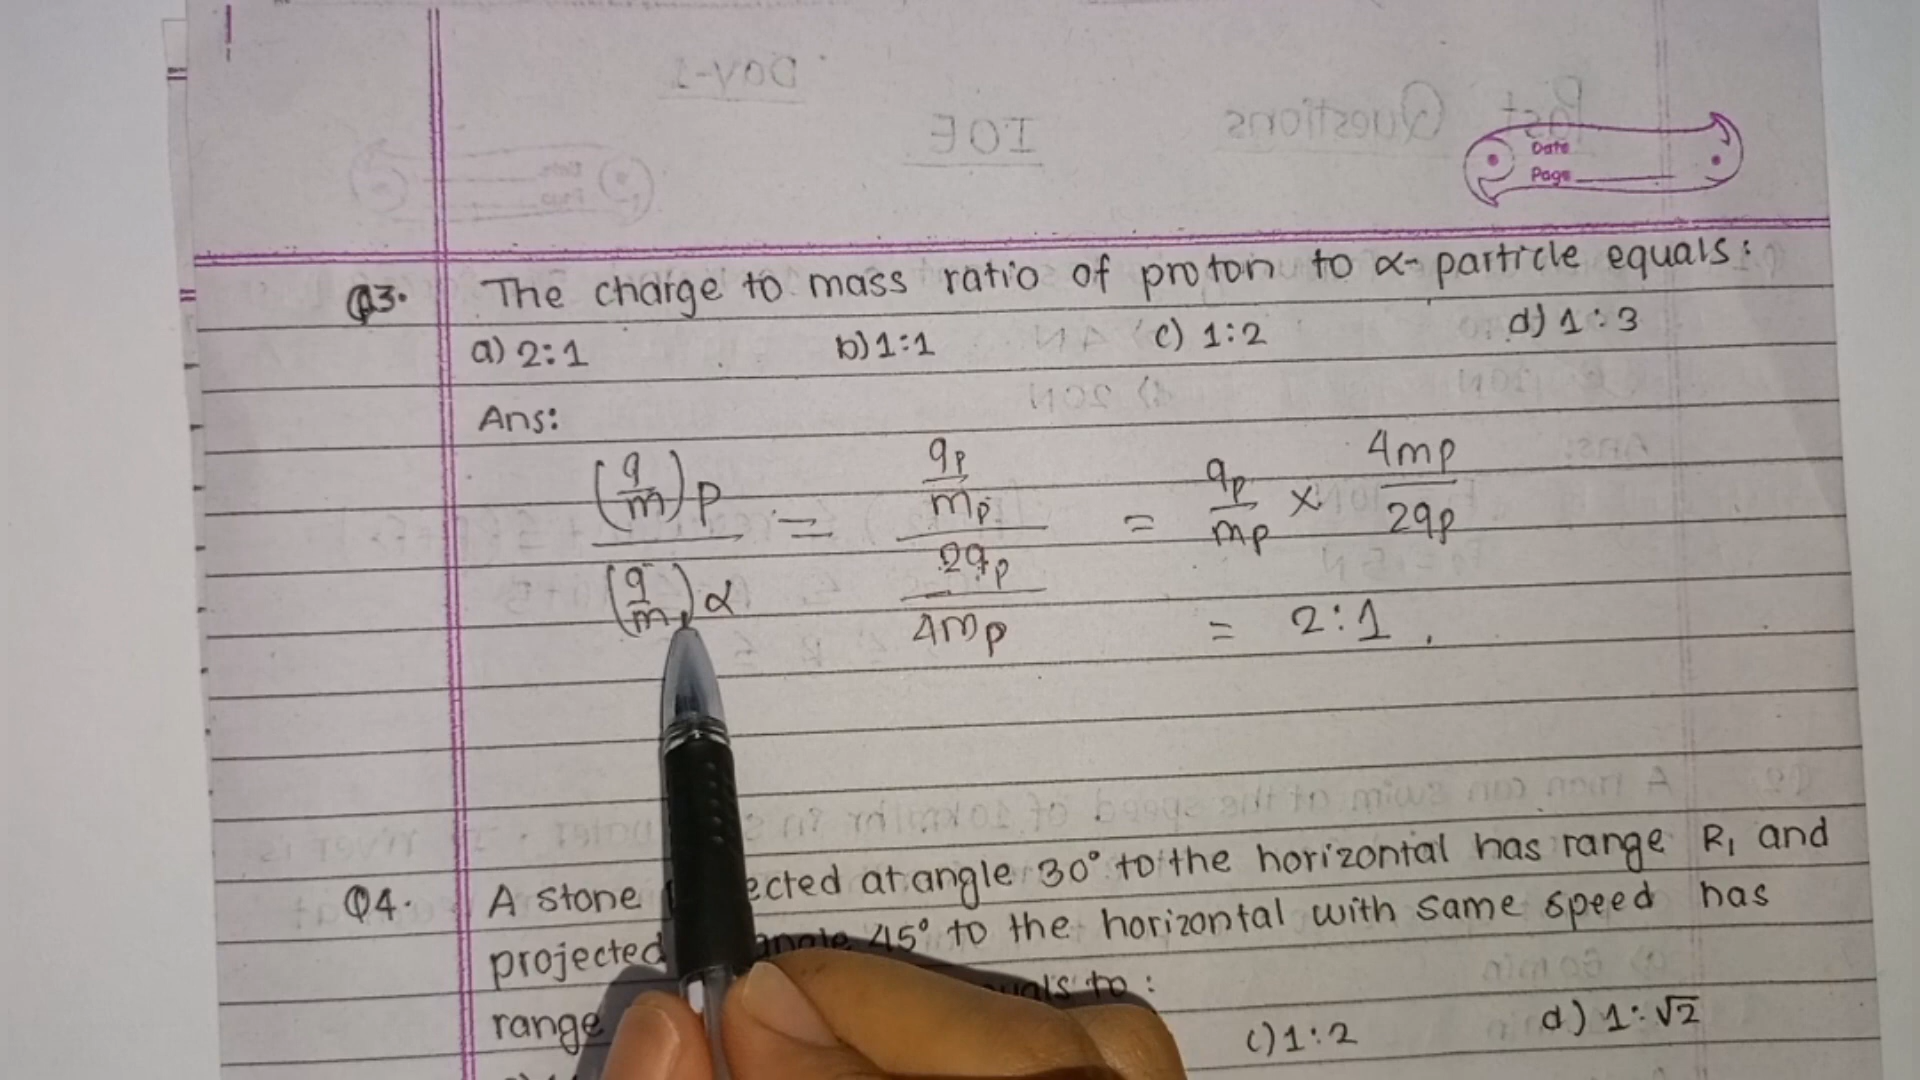 Date
Page
Q3. The charge to mass ratio of proton to α-particle equals:
a) 2:1 b) 1:1 c) 1:2 d) 1:3
Ans:
(q/m)p / (q/m)α = (qp/mp) / (2qp/4mp) = qp/mp × 4mp/2qp
= 2:1.
Q4. A stone ected at angle 30° to the horizontal has range R₁ and
projected angle 45° to the horizontal with same speed has
range to:
c) 1:2 d) 1:√2